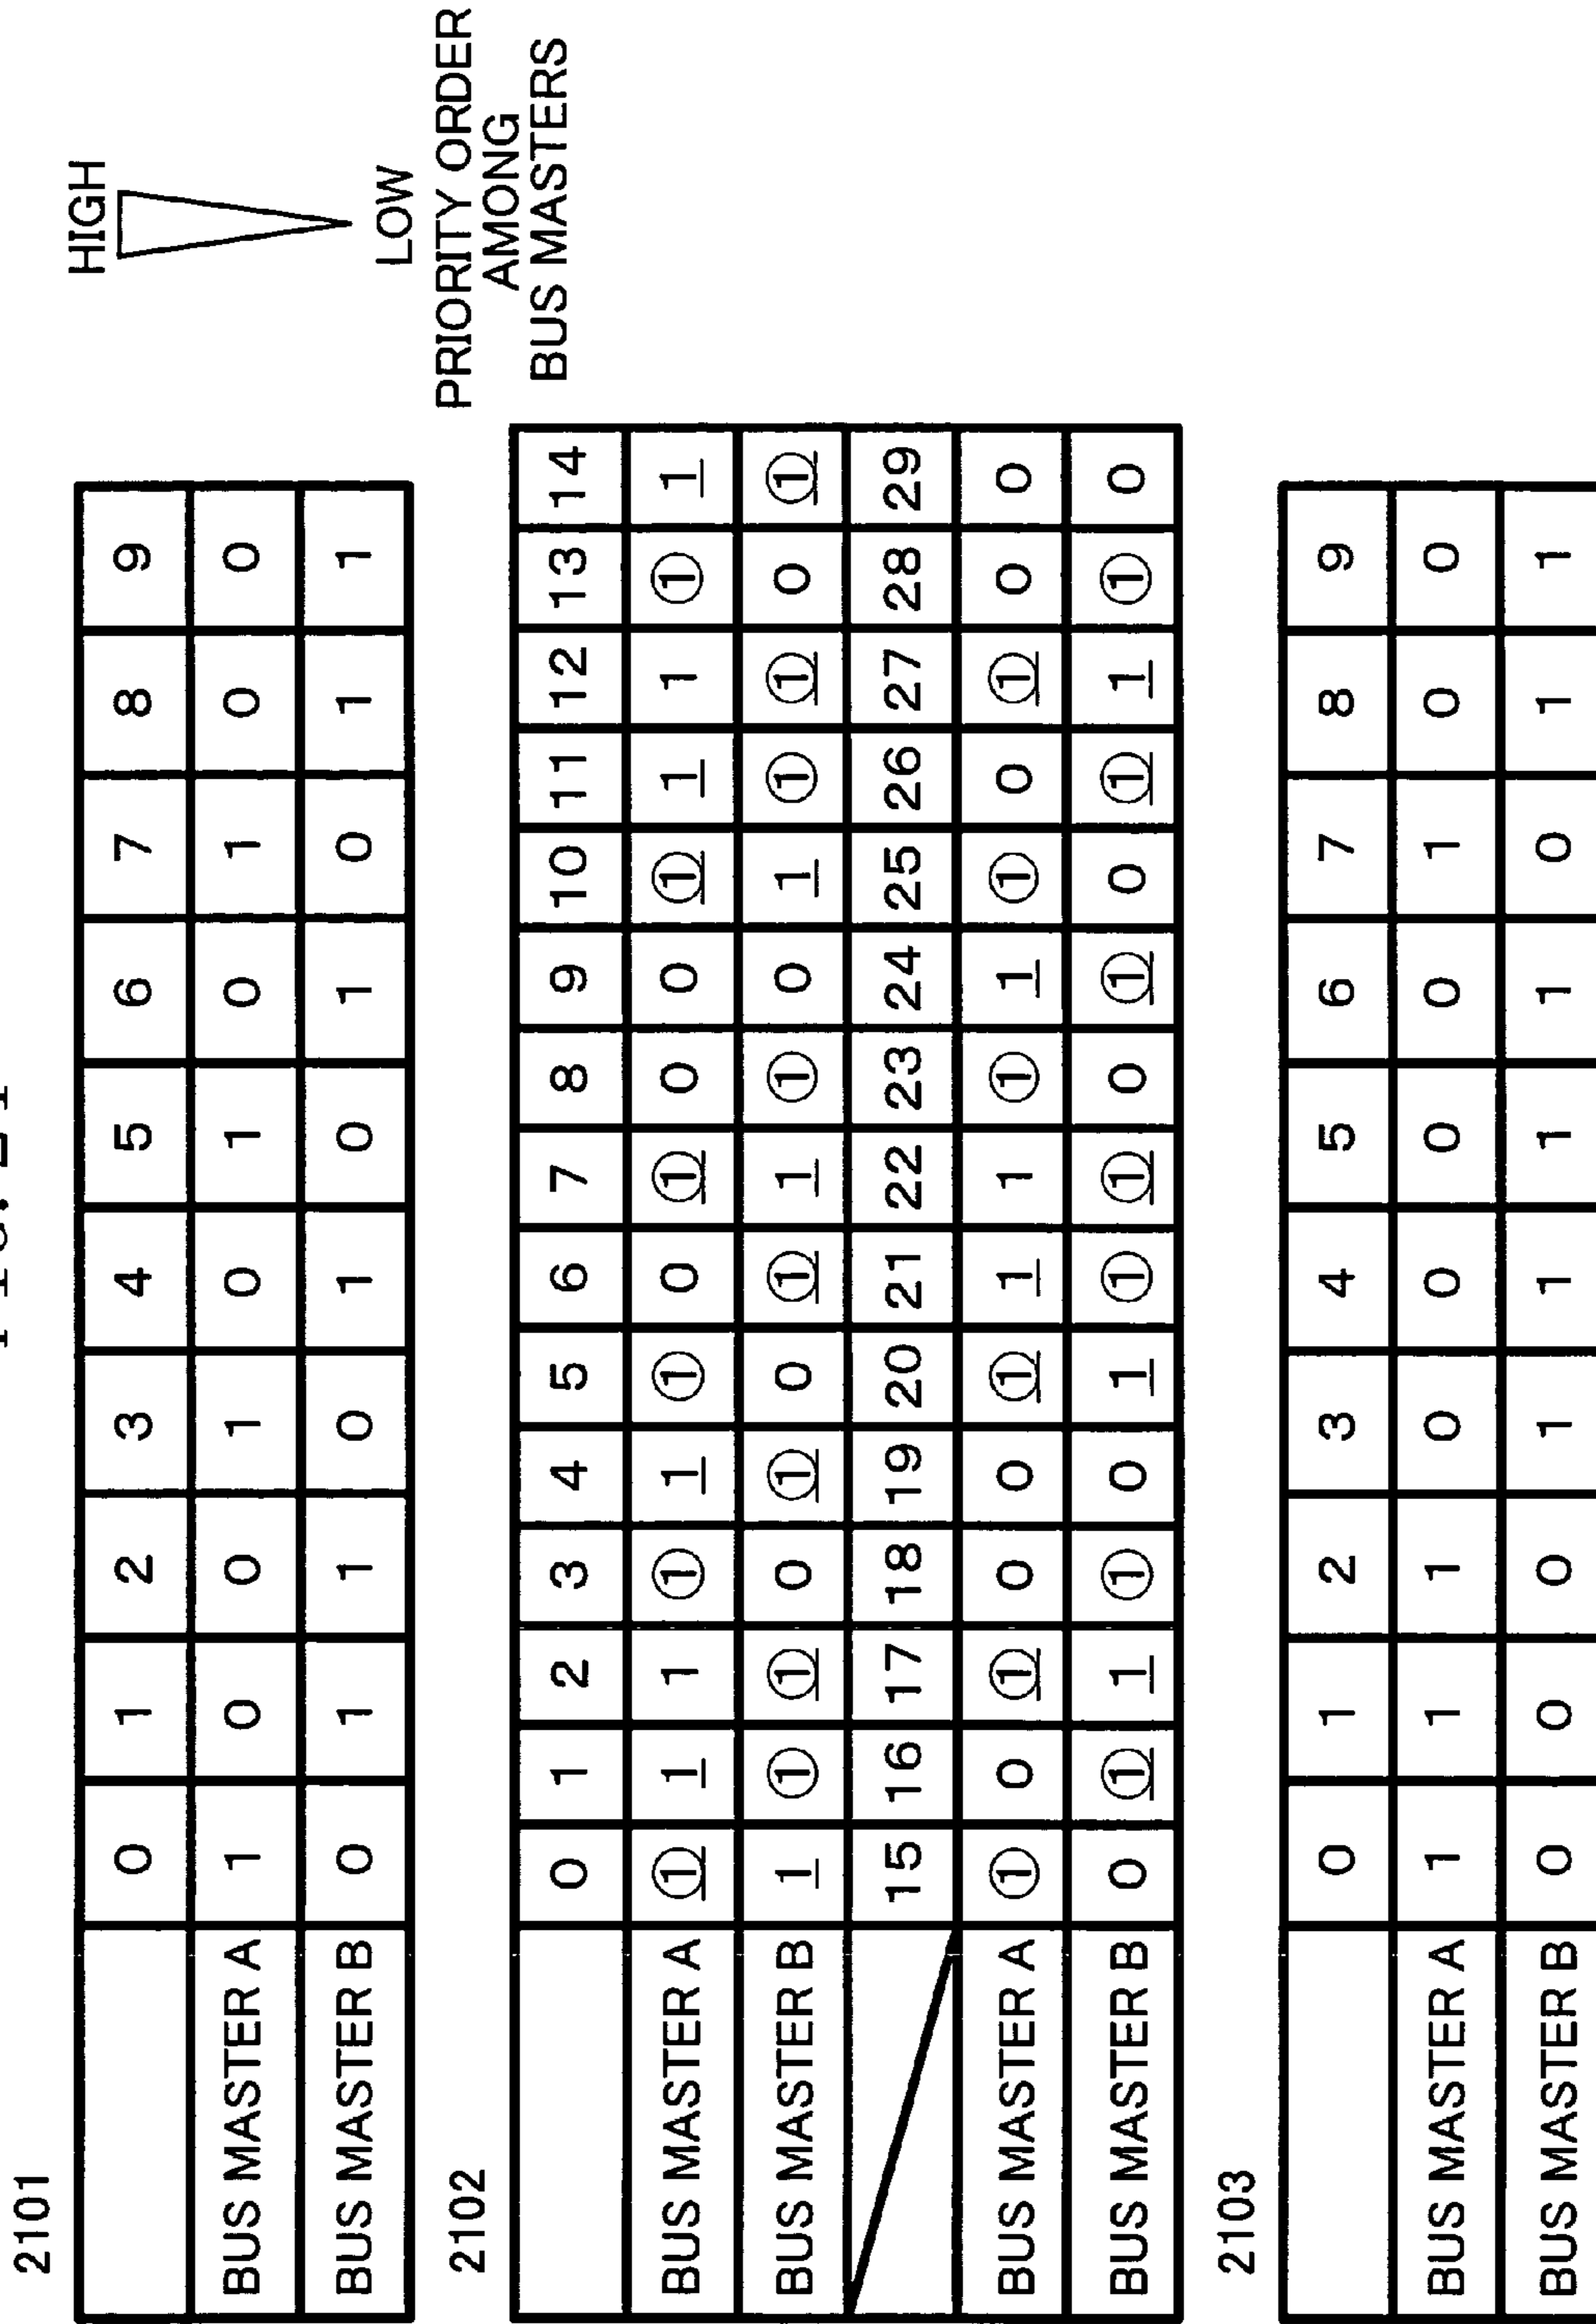 2101
0 1 2 3 4 5 6 7 8 9
BUS MASTER A 1 0 0 1 0 1 0 1 0 0
BUS MASTER B 0 1 1 0 1 0 1 0 1 1
HIGH
LOW
PRIORITY ORDER
AMONG
BUS MASTERS
2102
0 1 2 3 4 5 6 7 8 9 10 11 12 13 14
BUS MASTER A ① 1 1 ① 1 ① 0 ① 0 0 ① 1 1 ① 1
BUS MASTER B 1 ① ① 0 ① 0 ① 1 ① 0 1 ① ① 0 ①
15 16 17 18 19 20 21 22 23 24 25 26 27 28 29
BUS MASTER A ① 0 ① 0 0 ① 1 1 ① 1 ① 0 ① 0 0
BUS MASTER B 0 ① 1 ① 0 1 ① ① 0 ① 0 ① 1 ① 0
2103
0 1 2 3 4 5 6 7 8 9
BUS MASTER A 1 1 1 0 0 0 0 1 0 0
BUS MASTER B 0 0 0 1 1 1 1 0 1 1